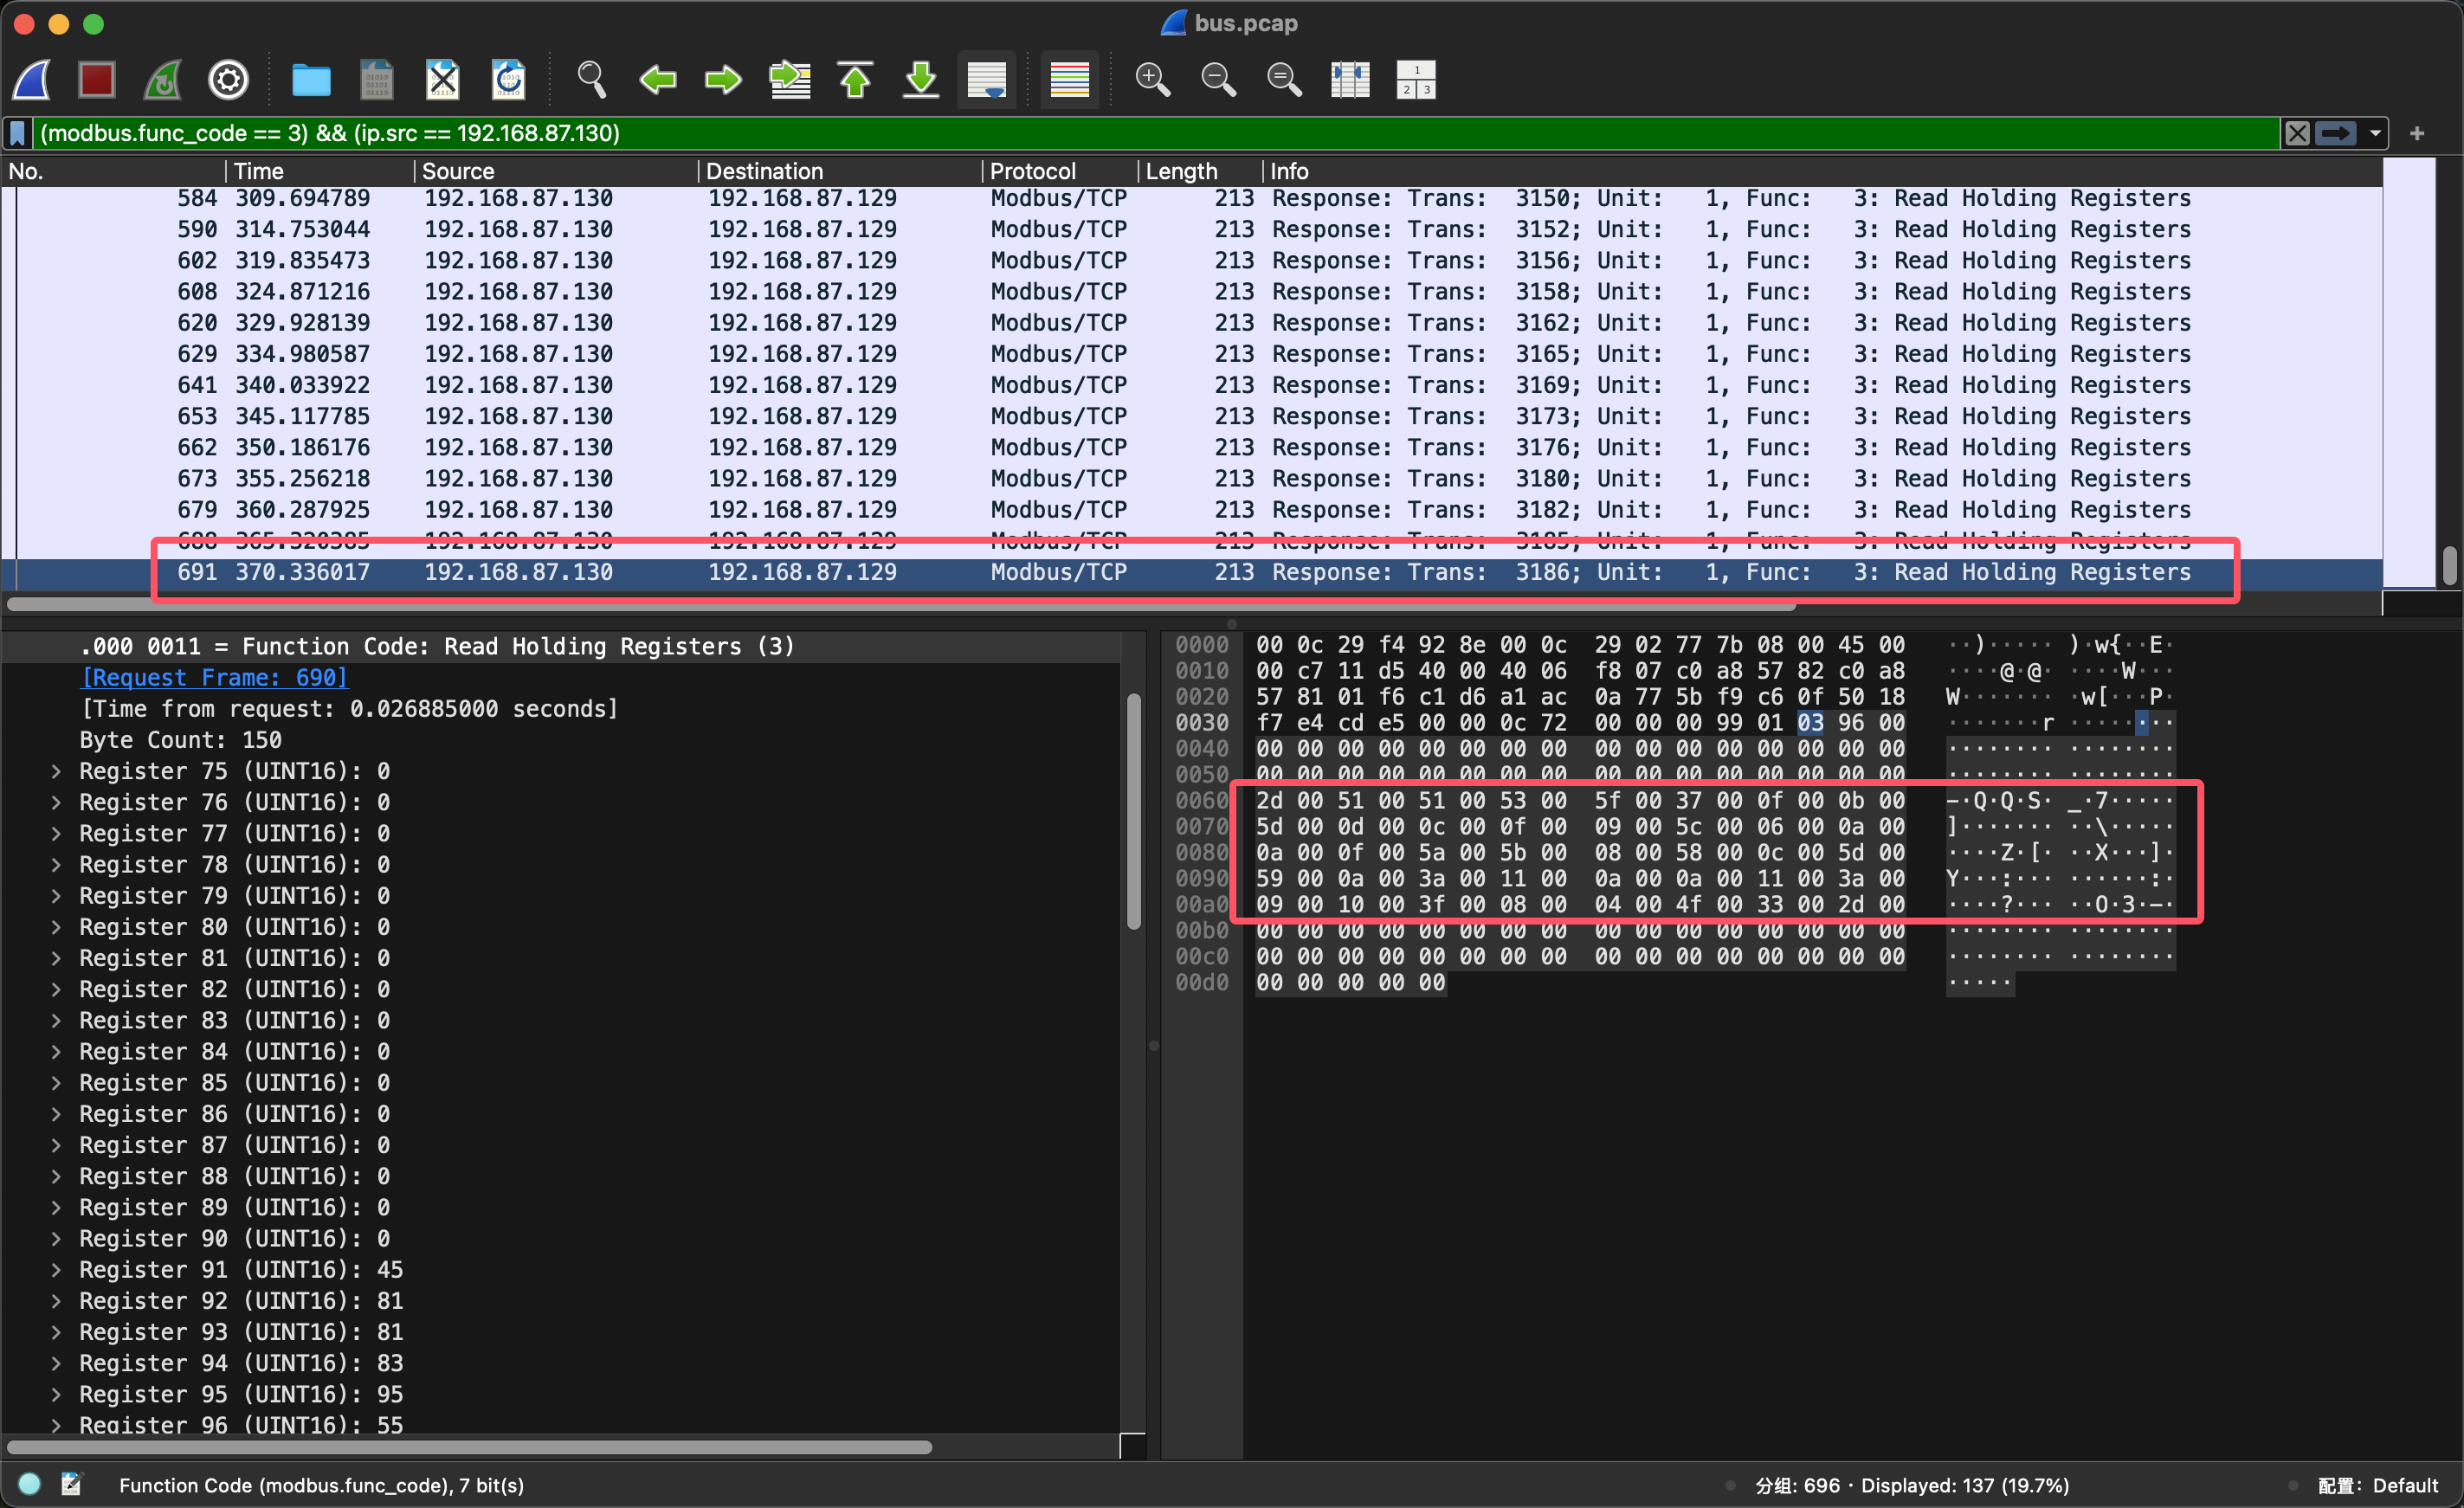 bus.pcap
(modbus.func_code == 3) && (ip.src == 192.168.87.130)
No. Time Source Destination Protocol Length Info
584 309.694789 192.168.87.130 192.168.87.129 Modbus/TCP 213 Response: Trans: 3150; Unit: 1, Func: 3: Read Holding Registers
590 314.753044 192.168.87.130 192.168.87.129 Modbus/TCP 213 Response: Trans: 3152; Unit: 1, Func: 3: Read Holding Registers
602 319.835473 192.168.87.130 192.168.87.129 Modbus/TCP 213 Response: Trans: 3156; Unit: 1, Func: 3: Read Holding Registers
608 324.871216 192.168.87.130 192.168.87.129 Modbus/TCP 213 Response: Trans: 3158; Unit: 1, Func: 3: Read Holding Registers
620 329.928139 192.168.87.130 192.168.87.129 Modbus/TCP 213 Response: Trans: 3162; Unit: 1, Func: 3: Read Holding Registers
629 334.980587 192.168.87.130 192.168.87.129 Modbus/TCP 213 Response: Trans: 3165; Unit: 1, Func: 3: Read Holding Registers
641 340.033922 192.168.87.130 192.168.87.129 Modbus/TCP 213 Response: Trans: 3169; Unit: 1, Func: 3: Read Holding Registers
653 345.117785 192.168.87.130 192.168.87.129 Modbus/TCP 213 Response: Trans: 3173; Unit: 1, Func: 3: Read Holding Registers
662 350.186176 192.168.87.130 192.168.87.129 Modbus/TCP 213 Response: Trans: 3176; Unit: 1, Func: 3: Read Holding Registers
673 355.256218 192.168.87.130 192.168.87.129 Modbus/TCP 213 Response: Trans: 3180; Unit: 1, Func: 3: Read Holding Registers
679 360.287925 192.168.87.130 192.168.87.129 Modbus/TCP 213 Response: Trans: 3182; Unit: 1, Func: 3: Read Holding Registers
688 365.320385 192.168.87.130 192.168.87.129 Modbus/TCP 213 Response: Trans: 3185; Unit: 1, Func: 3: Read Holding Registers
691 370.336017 192.168.87.130 192.168.87.129 Modbus/TCP 213 Response: Trans: 3186; Unit: 1, Func: 3: Read Holding Registers
.000 0011 = Function Code: Read Holding Registers (3)
[Request Frame: 690]
[Time from request: 0.026885000 seconds]
Byte Count: 150
Register 75 (UINT16): 0
Register 76 (UINT16): 0
Register 77 (UINT16): 0
Register 78 (UINT16): 0
Register 79 (UINT16): 0
Register 80 (UINT16): 0
Register 81 (UINT16): 0
Register 82 (UINT16): 0
Register 83 (UINT16): 0
Register 84 (UINT16): 0
Register 85 (UINT16): 0
Register 86 (UINT16): 0
Register 87 (UINT16): 0
Register 88 (UINT16): 0
Register 89 (UINT16): 0
Register 90 (UINT16): 0
Register 91 (UINT16): 45
Register 92 (UINT16): 81
Register 93 (UINT16): 81
Register 94 (UINT16): 83
Register 95 (UINT16): 95
Register 96 (UINT16): 55
0000 00 0c 29 f4 92 8e 00 0c 29 02 77 7b 08 00 45 00 ··)····· )·w{··E·
0010 00 c7 11 d5 40 00 40 06 f8 07 c0 a8 57 82 c0 a8 ····@·@· ····W···
0020 57 81 01 f6 c1 d6 a1 ac 0a 77 5b f9 c6 0f 50 18 W······· ·w[···P·
0030 f7 e4 cd e5 00 00 0c 72 00 00 00 99 01 03 96 00 ·······r ········
0040 00 00 00 00 00 00 00 00 00 00 00 00 00 00 00 00 ········ ········
0050 00 00 00 00 00 00 00 00 00 00 00 00 00 00 00 00 ········ ········
0060 2d 00 51 00 51 00 53 00 5f 00 37 00 0f 00 0b 00 -·Q·Q·S· _·7·····
0070 5d 00 0d 00 0c 00 0f 00 09 00 5c 00 06 00 0a 00 ]······· ··\·····
0080 0a 00 0f 00 5a 00 5b 00 08 00 58 00 0c 00 5d 00 ····Z·[· ··X···]·
0090 59 00 0a 00 3a 00 11 00 0a 00 0a 00 11 00 3a 00 Y···:··· ······:·
00a0 09 00 10 00 3f 00 08 00 04 00 4f 00 33 00 2d 00 ····?··· ··O·3·-·
00b0 00 00 00 00 00 00 00 00 00 00 00 00 00 00 00 00 ········ ········
00c0 00 00 00 00 00 00 00 00 00 00 00 00 00 00 00 00 ········ ········
00d0 00 00 00 00 00 ·····
Function Code (modbus.func_code), 7 bit(s)
分组: 696 · Displayed: 137 (19.7%)
配置: Default